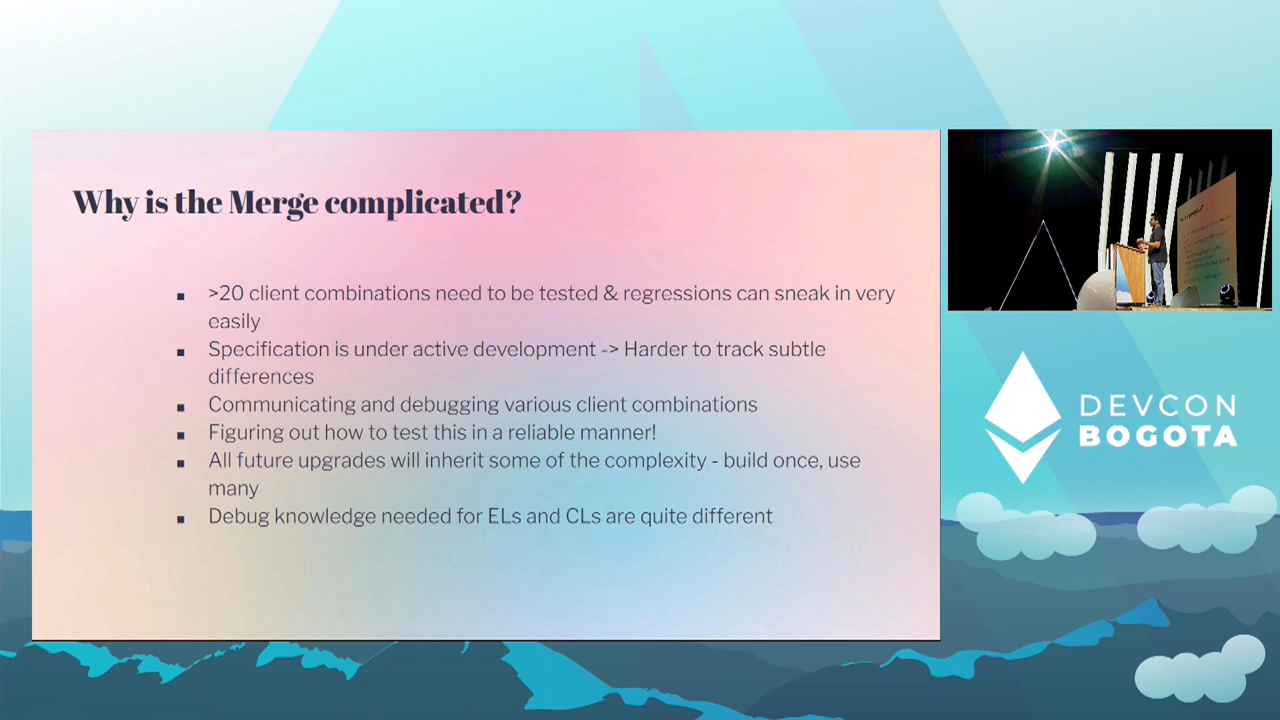 Why is the Merge complicated?
▪ >20 client combinations need to be tested & regressions can sneak in very
easily
▪ Specification is under active development -> Harder to track subtle
differences
▪ Communicating and debugging various client combinations
▪ Figuring out how to test this in a reliable manner!
▪ All future upgrades will inherit some of the complexity - build once, use
many
▪ Debug knowledge needed for ELs and CLs are quite different
DEVCON
BOGOTA